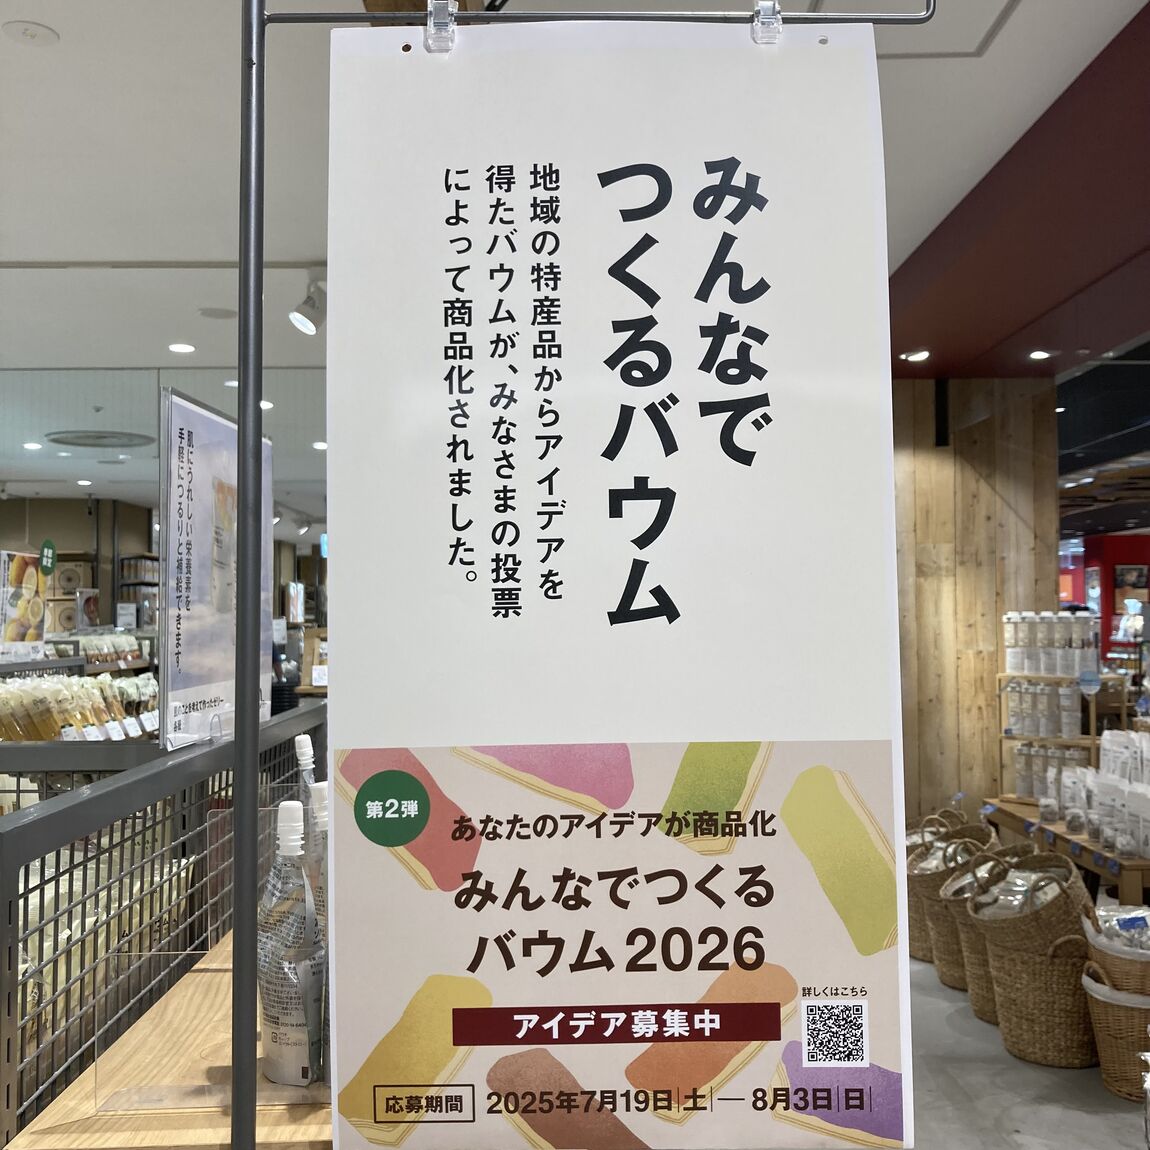 みんなで
つくるバウム
地域の特産品からアイデアを
得たバウムが、みなさまの投票
によって商品化されました。
第2弾
あなたのアイデアが商品化
みんなでつくる
バウム2026
アイデア募集中
詳しくはこちら
応募期間 2025年7月19日|土|—8月3日|日|
肌にうれしい栄養素を
手軽につるりと補給できます。